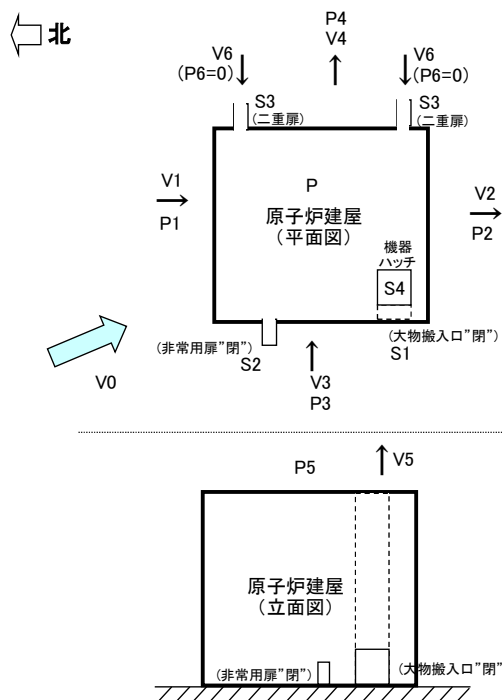 北
P4
V4
V6
(P6=0)
V6
(P6=0)
S3
(二重扉)
S3
(二重扉)
V1
P1
P
原子炉建屋
(平面図)
V2
P2
機器
ハッチ
S4
(非常用扉”閉”)
S2
(大物搬入口”閉”)
S1
V0
V3
P3
P5
V5
原子炉建屋
(立面図)
(非常用扉”閉”)
(大物搬入口”閉”